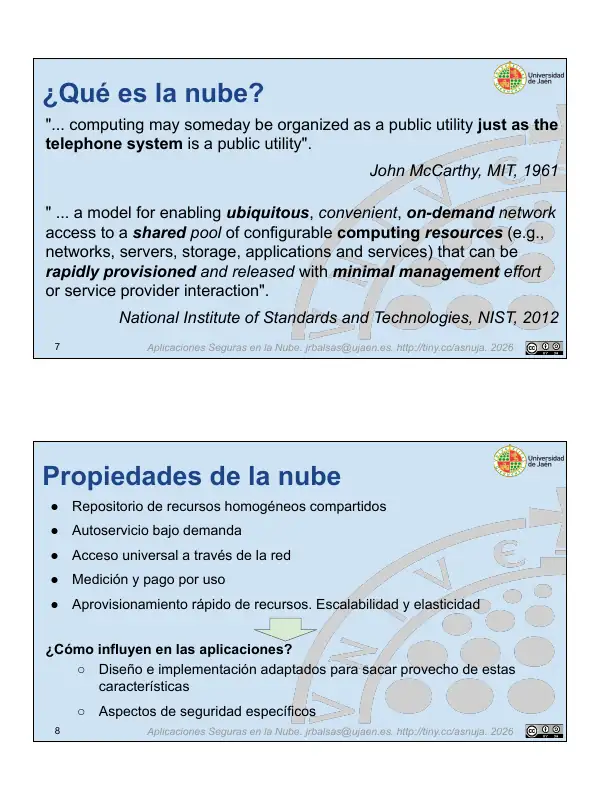 Universidad
de Jaén
¿Qué es la nube?
"... computing may someday be organized as a public utility just as the
telephone system is a public utility".
John McCarthy, MIT, 1961
" ... a model for enabling ubiquitous, convenient, on-demand network
access to a shared pool of configurable computing resources (e.g.,
networks, servers, storage, applications and services) that can be
rapidly provisioned and released with minimal management effort
or service provider interaction".
National Institute of Standards and Technologies, NIST, 2012
7
Aplicaciones Seguras en la Nube. jrbalsas@ujaen.es. http://tiny.cc/asnuja. 2026
Universidad
de Jaén
Propiedades de la nube
● Repositorio de recursos homogéneos compartidos
● Autoservicio bajo demanda
● Acceso universal a través de la red
● Medición y pago por uso
● Aprovisionamiento rápido de recursos. Escalabilidad y elasticidad
¿Cómo influyen en las aplicaciones?
○ Diseño e implementación adaptados para sacar provecho de estas
características
○ Aspectos de seguridad específicos
8
Aplicaciones Seguras en la Nube. jrbalsas@ujaen.es. http://tiny.cc/asnuja. 2026